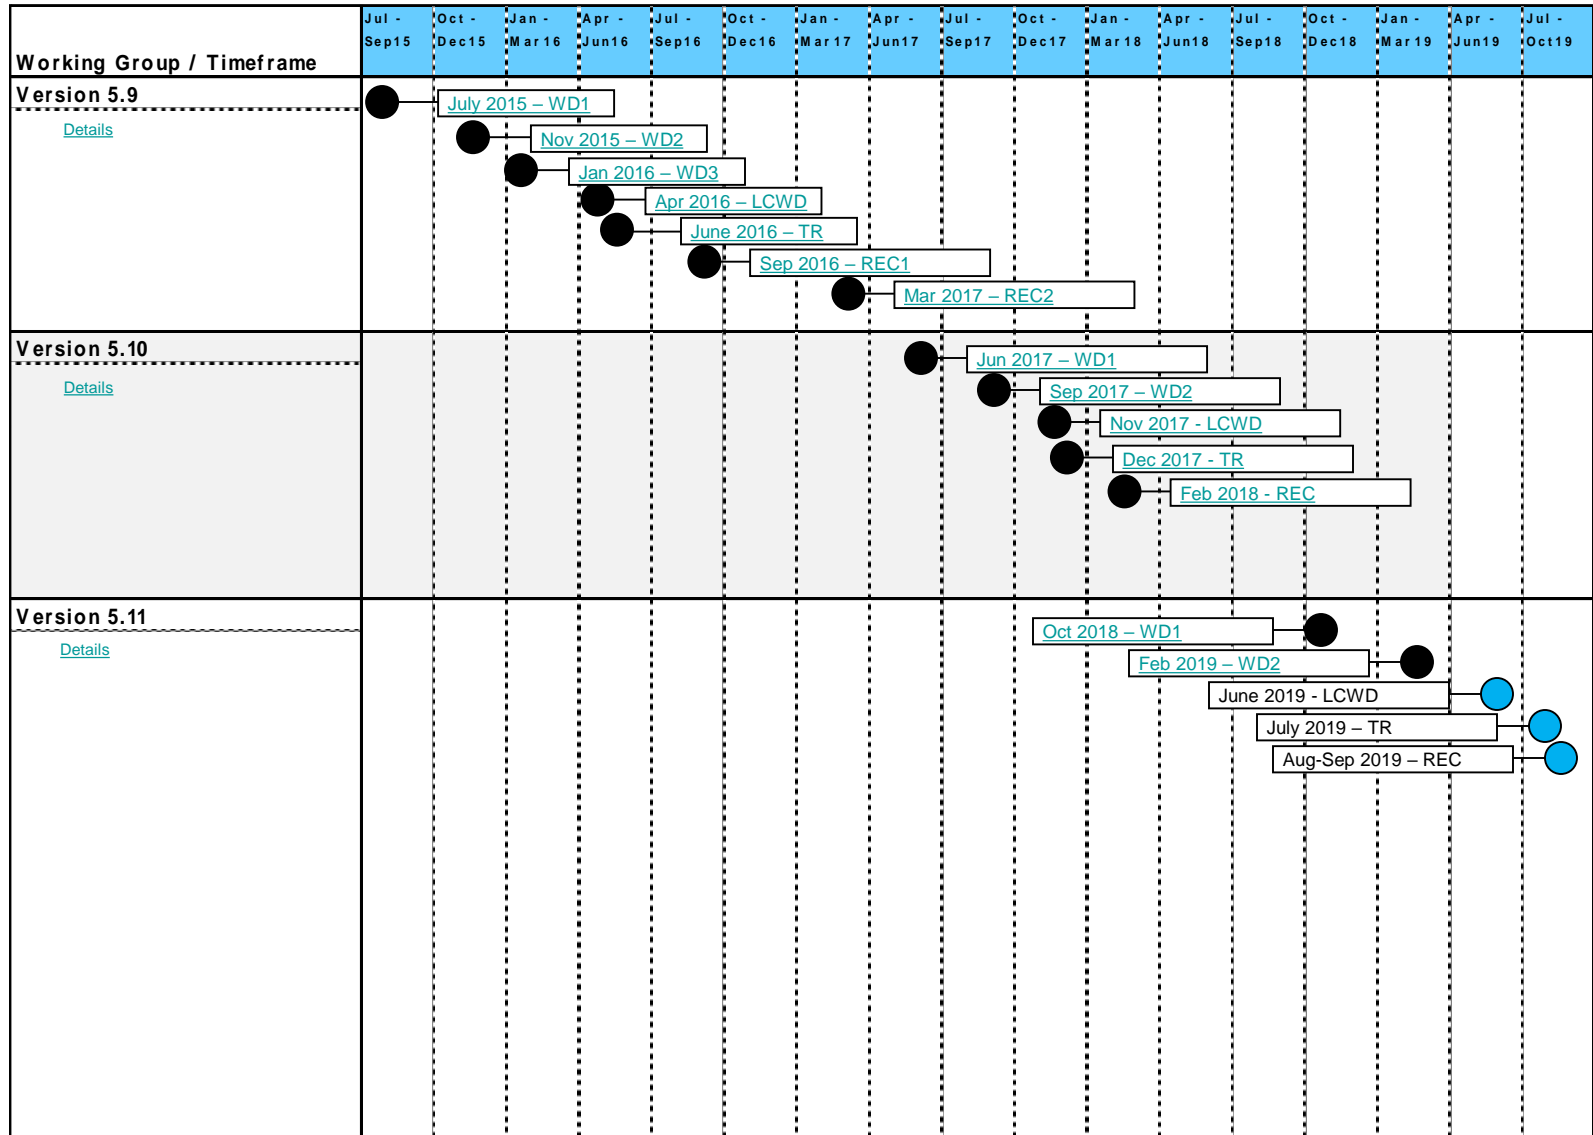 Jul - Oct - Jan - Apr - Jul - Oct - Jan - Apr - Jul - Oct - Jan - Apr - Jul - Oct - Jan - Apr - Jul -
Sep15 Dec15 Mar16 Jun16 Sep16 Dec16 Mar17 Jun17 Sep17 Dec17 Mar18 Jun18 Sep18 Dec18 Mar19 Jun19 Oct19
Working Group / Timeframe
Version 5.9
July 2015 – WD1
Details
Nov 2015 – WD2
Jan 2016 – WD3
Apr 2016 – LCWD
June 2016 – TR
Sep 2016 – REC1
Mar 2017 – REC2
Version 5.10
Jun 2017 – WD1
Details
Sep 2017 – WD2
Nov 2017 - LCWD
Dec 2017 - TR
Feb 2018 - REC
Version 5.11
Oct 2018 – WD1
Details
Feb 2019 – WD2
June 2019 - LCWD
July 2019 – TR
Aug-Sep 2019 – REC